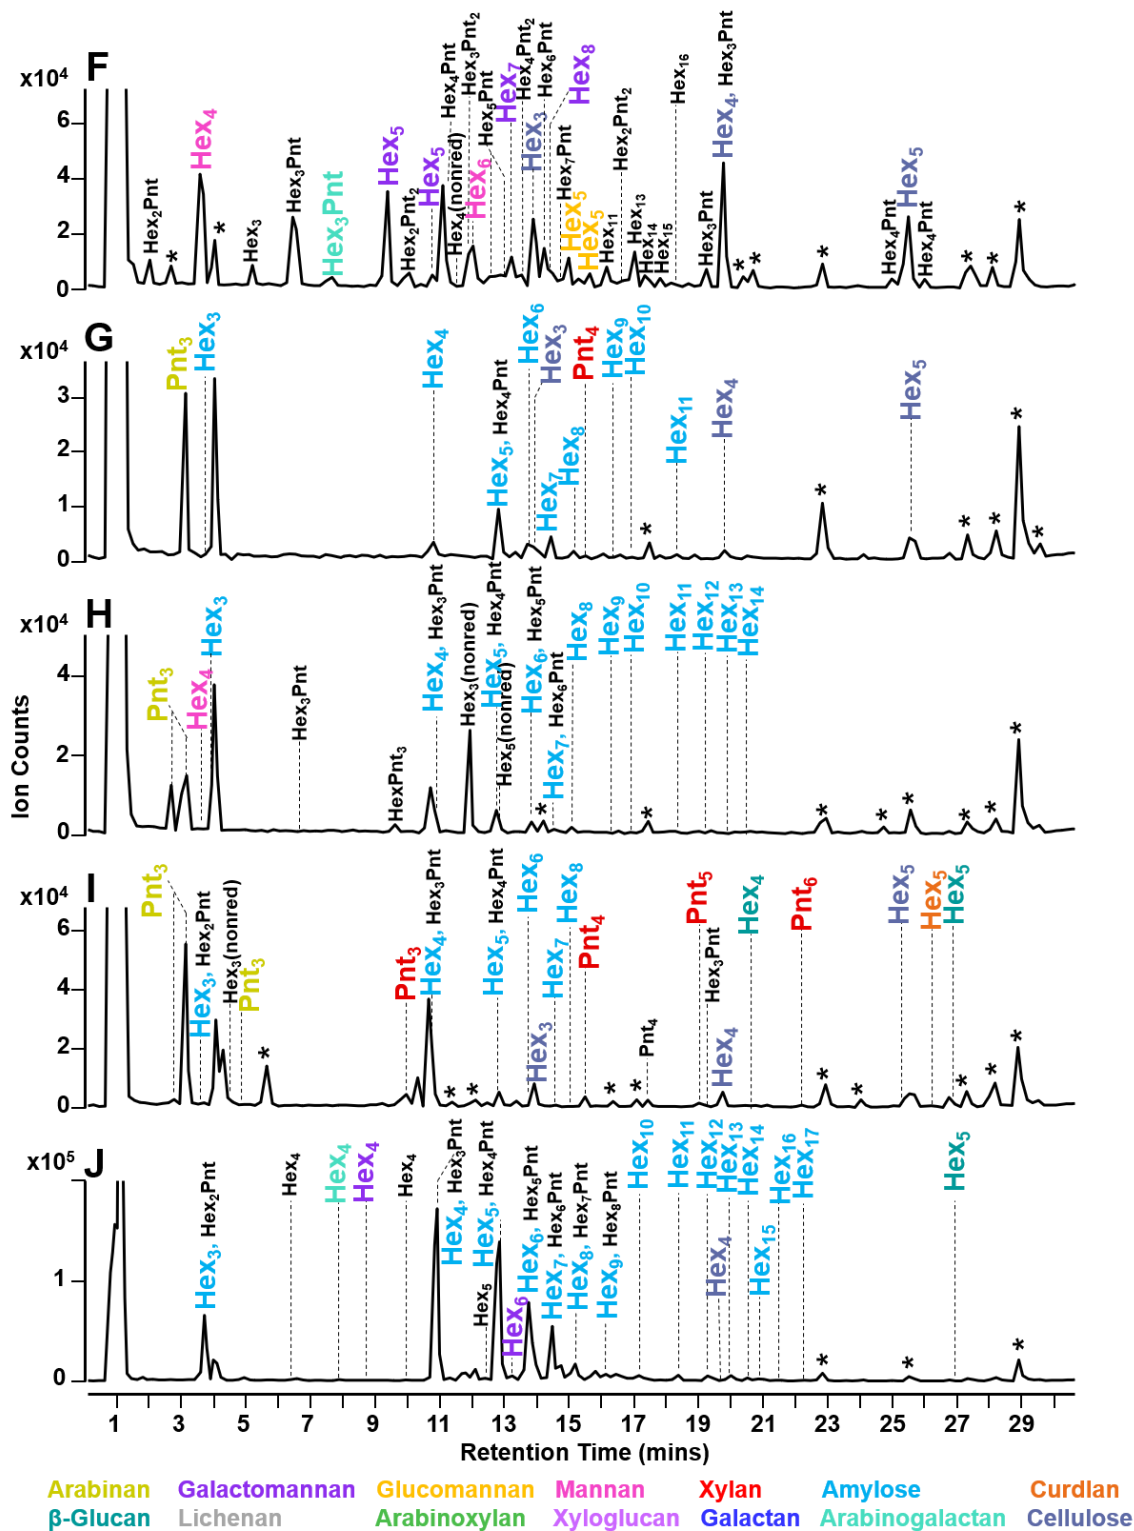 F
x10⁴
6
4
2
0
Hex₂Pnt
*
Hex₄
*
Hex₃
Hex₃Pnt
Hex₃Pnt
Hex₅
Hex₂Pnt₂
Hex₅
Hex₄Pnt
Hex₄(nonred)
Hex₃Pnt₂
Hex₆
Hex₅Pnt
Hex₇
Hex₄Pnt₂
Hex₃
Hex₆Pnt
Hex₈
Hex₇Pnt
Hex₅
Hex₅
Hex₁₁
Hex₂Pnt₂
Hex₁₃
Hex₁₄
Hex₁₅
Hex₁₆
Hex₃Pnt
Hex₄, Hex₃Pnt
*
*
*
Hex₄Pnt
Hex₅
Hex₄Pnt
*
*
*
G
x10⁴
3
2
1
0
Pnt₃
Hex₃
Hex₄
Hex₅, Hex₄Pnt
Hex₆
Hex₃
Hex₇
Hex₈
Pnt₄
Hex₉
Hex₁₀
*
Hex₁₁
Hex₄
*
Hex₅
*
*
*
*
H
x10⁴
4
2
0
Pnt₃
Hex₄
Hex₃
Hex₃Pnt
HexPnt₃
Hex₄, Hex₃Pnt
Hex₃(nonred)
Hex₅, Hex₄Pnt
Hex₅(nonred)
Hex₆, Hex₅Pnt
*
Hex₇, Hex₆Pnt
Hex₈
Hex₉
Hex₁₀
*
Hex₁₁
Hex₁₂
Hex₁₃
Hex₁₄
*
*
*
*
*
*
Ion Counts
I
x10⁴
6
4
2
0
Pnt₃
Hex₃, Hex₂Pnt
Hex₃(nonred)
Pnt₃
*
Pnt₃
Hex₄, Hex₃Pnt
*
*
Hex₅, Hex₄Pnt
Hex₆
Hex₃
Hex₇
Hex₈
Pnt₄
*
*
Pnt₄
Pnt₅
Hex₃Pnt
Hex₄
Hex₄
Pnt₆
*
*
Hex₅
Hex₅
Hex₅
*
*
*
J
x10⁵
1
0
Hex₃, Hex₂Pnt
Hex₄
Hex₄
Hex₄
Hex₄
Hex₄, Hex₃Pnt
Hex₅
Hex₅, Hex₄Pnt
Hex₆
Hex₆, Hex₅Pnt
Hex₇, Hex₆Pnt
Hex₈, Hex₇Pnt
Hex₉, Hex₈Pnt
Hex₁₀
Hex₁₁
Hex₁₂
Hex₄
Hex₁₃
Hex₁₄
Hex₁₅
Hex₁₆
Hex₁₇
*
*
Hex₅
*
1 3 5 7 9 11 13 15 17 19 21 23 25 27 29
Retention Time (mins)
Arabinan Galactomannan Glucomannan Mannan Xylan Amylose Curdlan
β-Glucan Lichenan Arabinoxylan Xyloglucan Galactan Arabinogalactan Cellulose